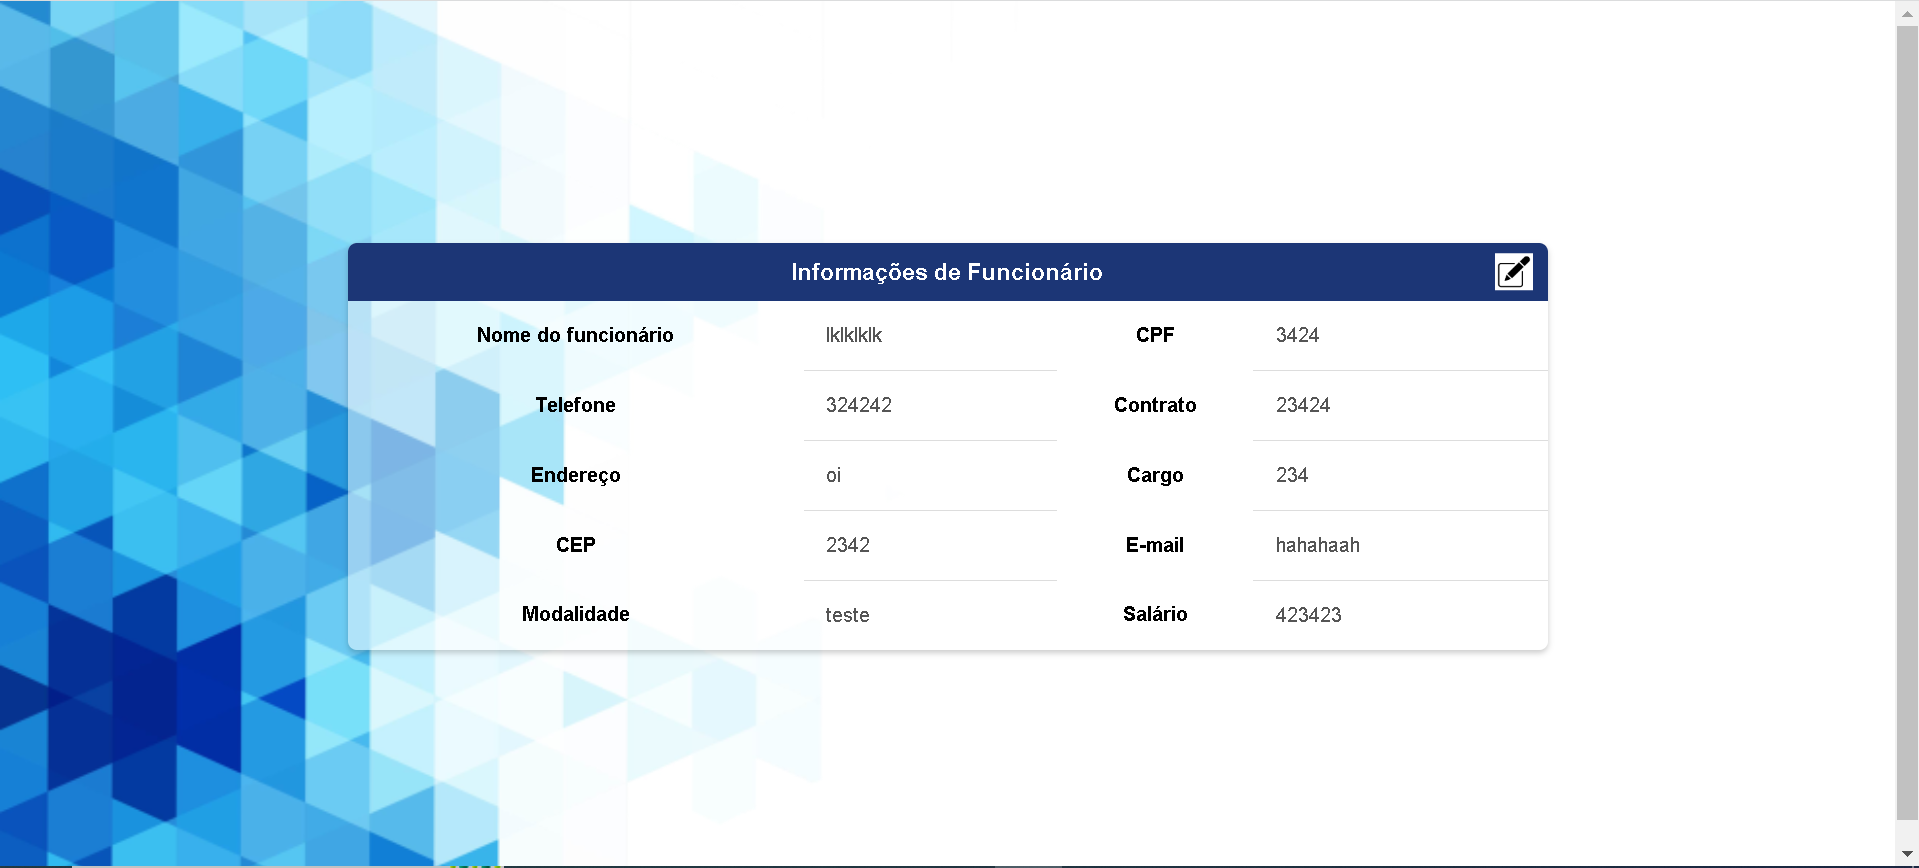 Informações de Funcionário
Nome do funcionário lklklklk CPF 3424
Telefone 324242 Contrato 23424
Endereço oi Cargo 234
CEP 2342 E-mail hahahaah
Modalidade teste Salário 423423